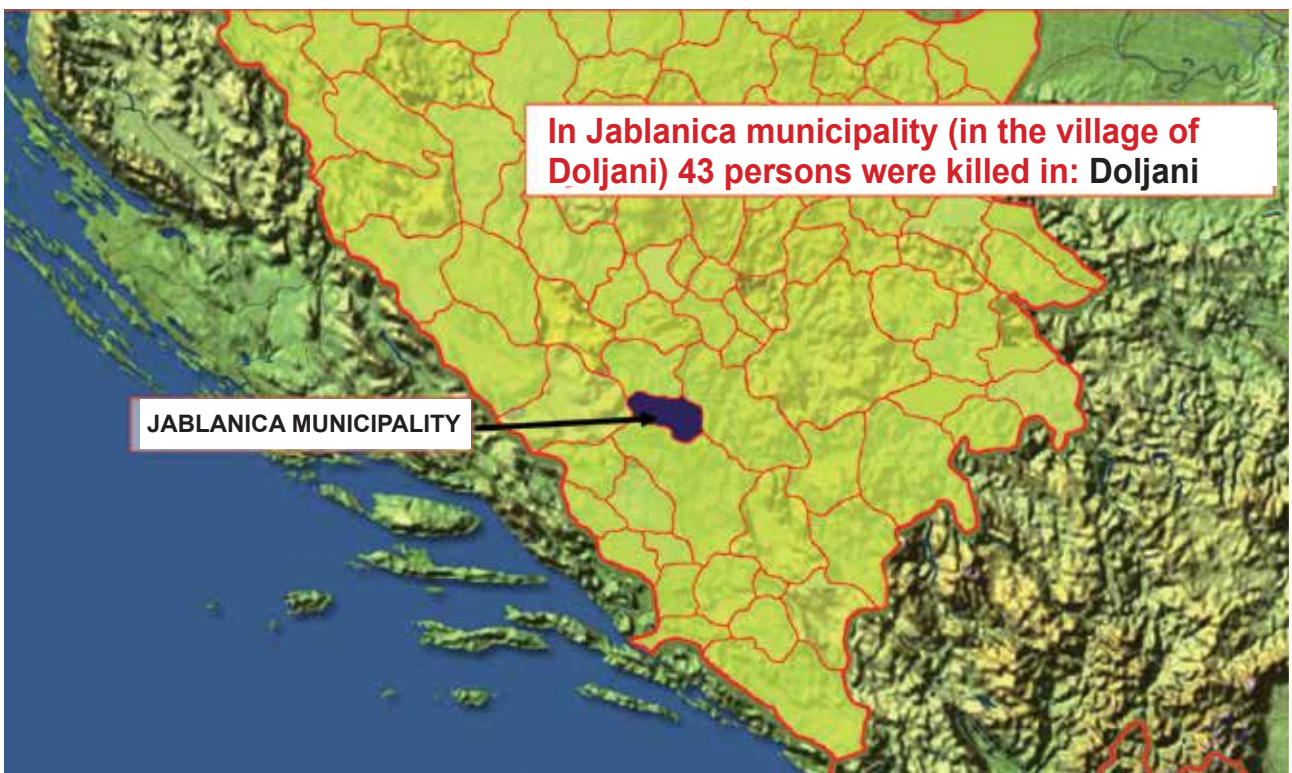 In Jablanica municipality (in the village of
Doljani) 43 persons were killed in: Doljani
JABLANICA MUNICIPALITY